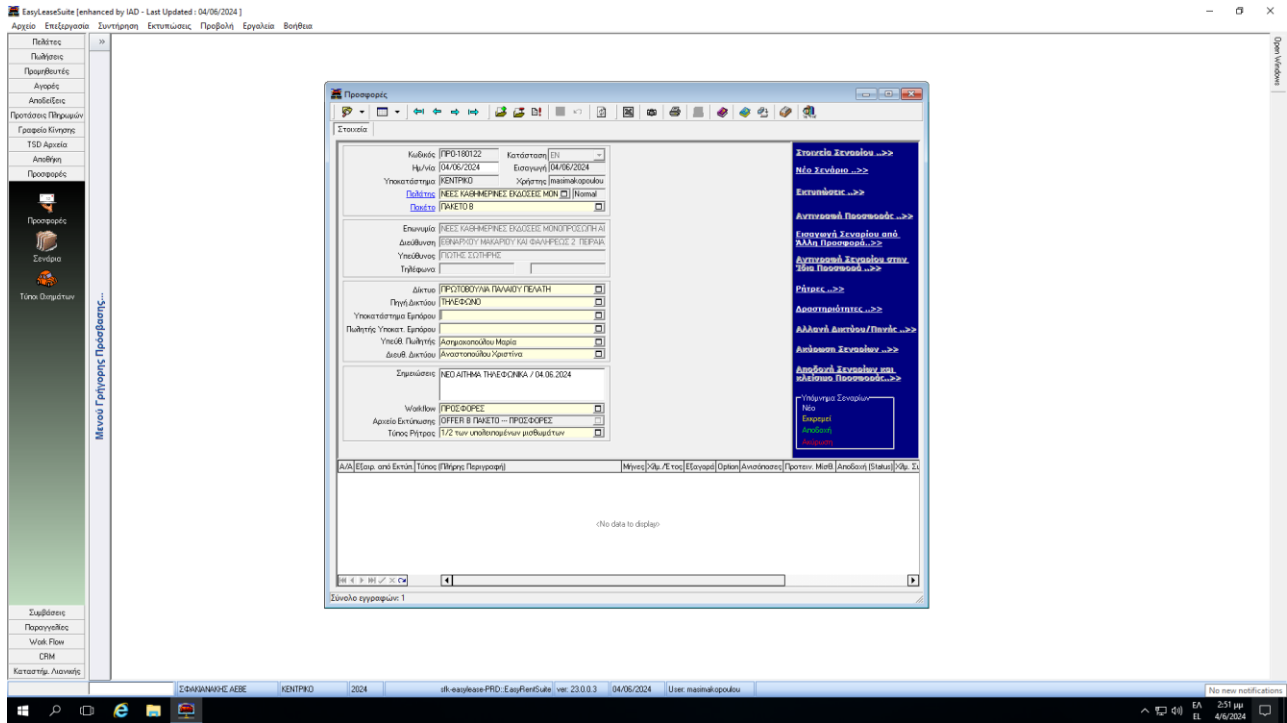 EasyLeaseSuite [enhanced by IAD - Last Updated : 04/06/2024 ]
Αρχείο Επεξεργασία Συντήρηση Εκτυπώσεις Προβολή Εργαλεία Βοήθεια
Πελάτες
Πωλήσεις
Προμηθευτές
Αγορές
Αποδείξεις
Προτάσεις Πληρωμών
Γραφείο Κίνησης
TSD Αρχεία
Αποθήκη
Προσφορές
Προσφορές
Σενάρια
Τύποι Οχημάτων
Συμβάσεις
Παραγγελίες
Work Flow
CRM
Καταστήμ. Λιανικής
Μενού Γρήγορης Πρόσβασης...
Open Windows
Προσφορές
Στοιχεία
Κωδικός ΠΡΟ-180122 Κατάσταση EN
Ημ/νία 04/06/2024 Εισαγωγή 04/06/2024
Υποκατάστημα ΚΕΝΤΡΙΚΟ Χρήστης masimakopoulou
Πελάτης ΝΕΕΣ ΚΑΘΗΜΕΡΙΝΕΣ ΕΚΔΟΣΕΙΣ ΜΟΝ Normal
Πακέτο ΠΑΚΕΤΟ Β
Επωνυμία ΝΕΕΣ ΚΑΘΗΜΕΡΙΝΕΣ ΕΚΔΟΣΕΙΣ ΜΟΝΟΠΡΟΣΩΠΗ ΑΕ
Διεύθυνση ΕΘΝΑΡΧΟΥ ΜΑΚΑΡΙΟΥ ΚΑΙ ΦΑΛΗΡΕΩΣ 2 ΠΕΙΡΑΙΑ
Υπεύθυνος ΠΙΩΤΗΣ ΣΩΤΗΡΗΣ
Τηλέφωνα
Δίκτυο ΠΡΩΤΟΒΟΥΛΙΑ ΠΑΛΑΙΟΥ ΠΕΛΑΤΗ
Πηγή Δικτύου ΤΗΛΕΦΩΝΟ
Υποκατάστημα Εμπόρου
Πωλητής Υποκατ. Εμπόρου
Υπεύθ. Πωλητής Ασημακοπούλου Μαρία
Διευθ. Δικτύου Αναστοπούλου Χριστίνα
Σημειώσεις ΝΕΟ ΑΙΤΗΜΑ ΤΗΛΕΦΩΝΙΚΑ / 04.06.2024
Workflow ΠΡΟΣΦΟΡΕΣ
Αρχείο Εκτύπωσης OFFER Β ΠΑΚΕΤΟ --- ΠΡΟΣΦΟΡΕΣ
Τύπος Ρήτρας 1/2 των υπολειπομένων μισθωμάτων
Στοιχεία Σεναρίου ..>>
Νέο Σενάριο ..>>
Εκτυπώσεις ..>>
Αντιγραφή Προσφοράς ..>>
Εισαγωγή Σεναρίου από
Άλλη Προσφορά..>>
Αντιγραφή Σεναρίου στην
Ίδια Προσφορά ..>>
Ρήτρες ..>>
Δραστηριότητες ..>>
Αλλαγή Δικτύου/Πηγής ..>>
Ακύρωση Σεναρίων ..>>
Αποδοχή Σεναρίων και
κλείσιμο Προσφοράς..>>
Υπόμνημα Σεναρίων
Νέο
Εκκρεμεί
Αποδοχή
Ακύρωση
Α/Α Εξαιρ. από Εκτύπ. Τύπος (Πλήρης Περιγραφή) Μήνες Χλμ./Έτος Εξαγορά Option Ανισόποσες Προτειν. Μίσθ. Αποδοχή (Status) Χλμ. Συ
<No data to display>
Σύνολο εγγραφών: 1
ΣΦΑΚΙΑΝΑΚΗΣ ΑΕΒΕ ΚΕΝΤΡΙΚΟ 2024 sfk-easylease-PRD::EasyRentSuite ver. 23.0.0.3 04/06/2024 User: masimakopoulou
No new notifications
ΕΛ 2:51 μμ
EL 4/6/2024